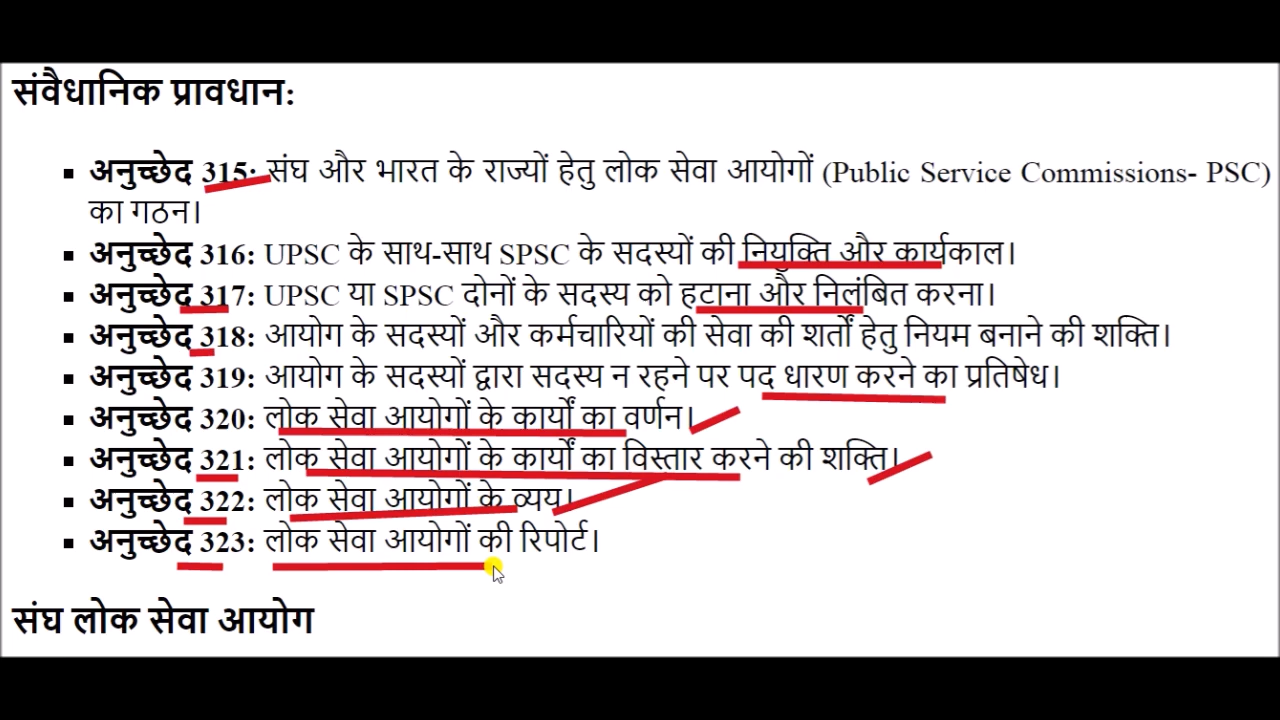 संवैधानिक प्रावधान:
▪ अनुच्छेद 315: संघ और भारत के राज्यों हेतु लोक सेवा आयोगों (Public Service Commissions- PSC)
का गठन।
▪ अनुच्छेद 316: UPSC के साथ-साथ SPSC के सदस्यों की नियुक्ति और कार्यकाल।
▪ अनुच्छेद 317: UPSC या SPSC दोनों के सदस्य को हटाना और निलंबित करना।
▪ अनुच्छेद 318: आयोग के सदस्यों और कर्मचारियों की सेवा की शर्तों हेतु नियम बनाने की शक्ति।
▪ अनुच्छेद 319: आयोग के सदस्यों द्वारा सदस्य न रहने पर पद धारण करने का प्रतिषेध।
▪ अनुच्छेद 320: लोक सेवा आयोगों के कार्यों का वर्णन।
▪ अनुच्छेद 321: लोक सेवा आयोगों के कार्यों का विस्तार करने की शक्ति।
▪ अनुच्छेद 322: लोक सेवा आयोगों के व्यय।
▪ अनुच्छेद 323: लोक सेवा आयोगों की रिपोर्ट।
संघ लोक सेवा आयोग